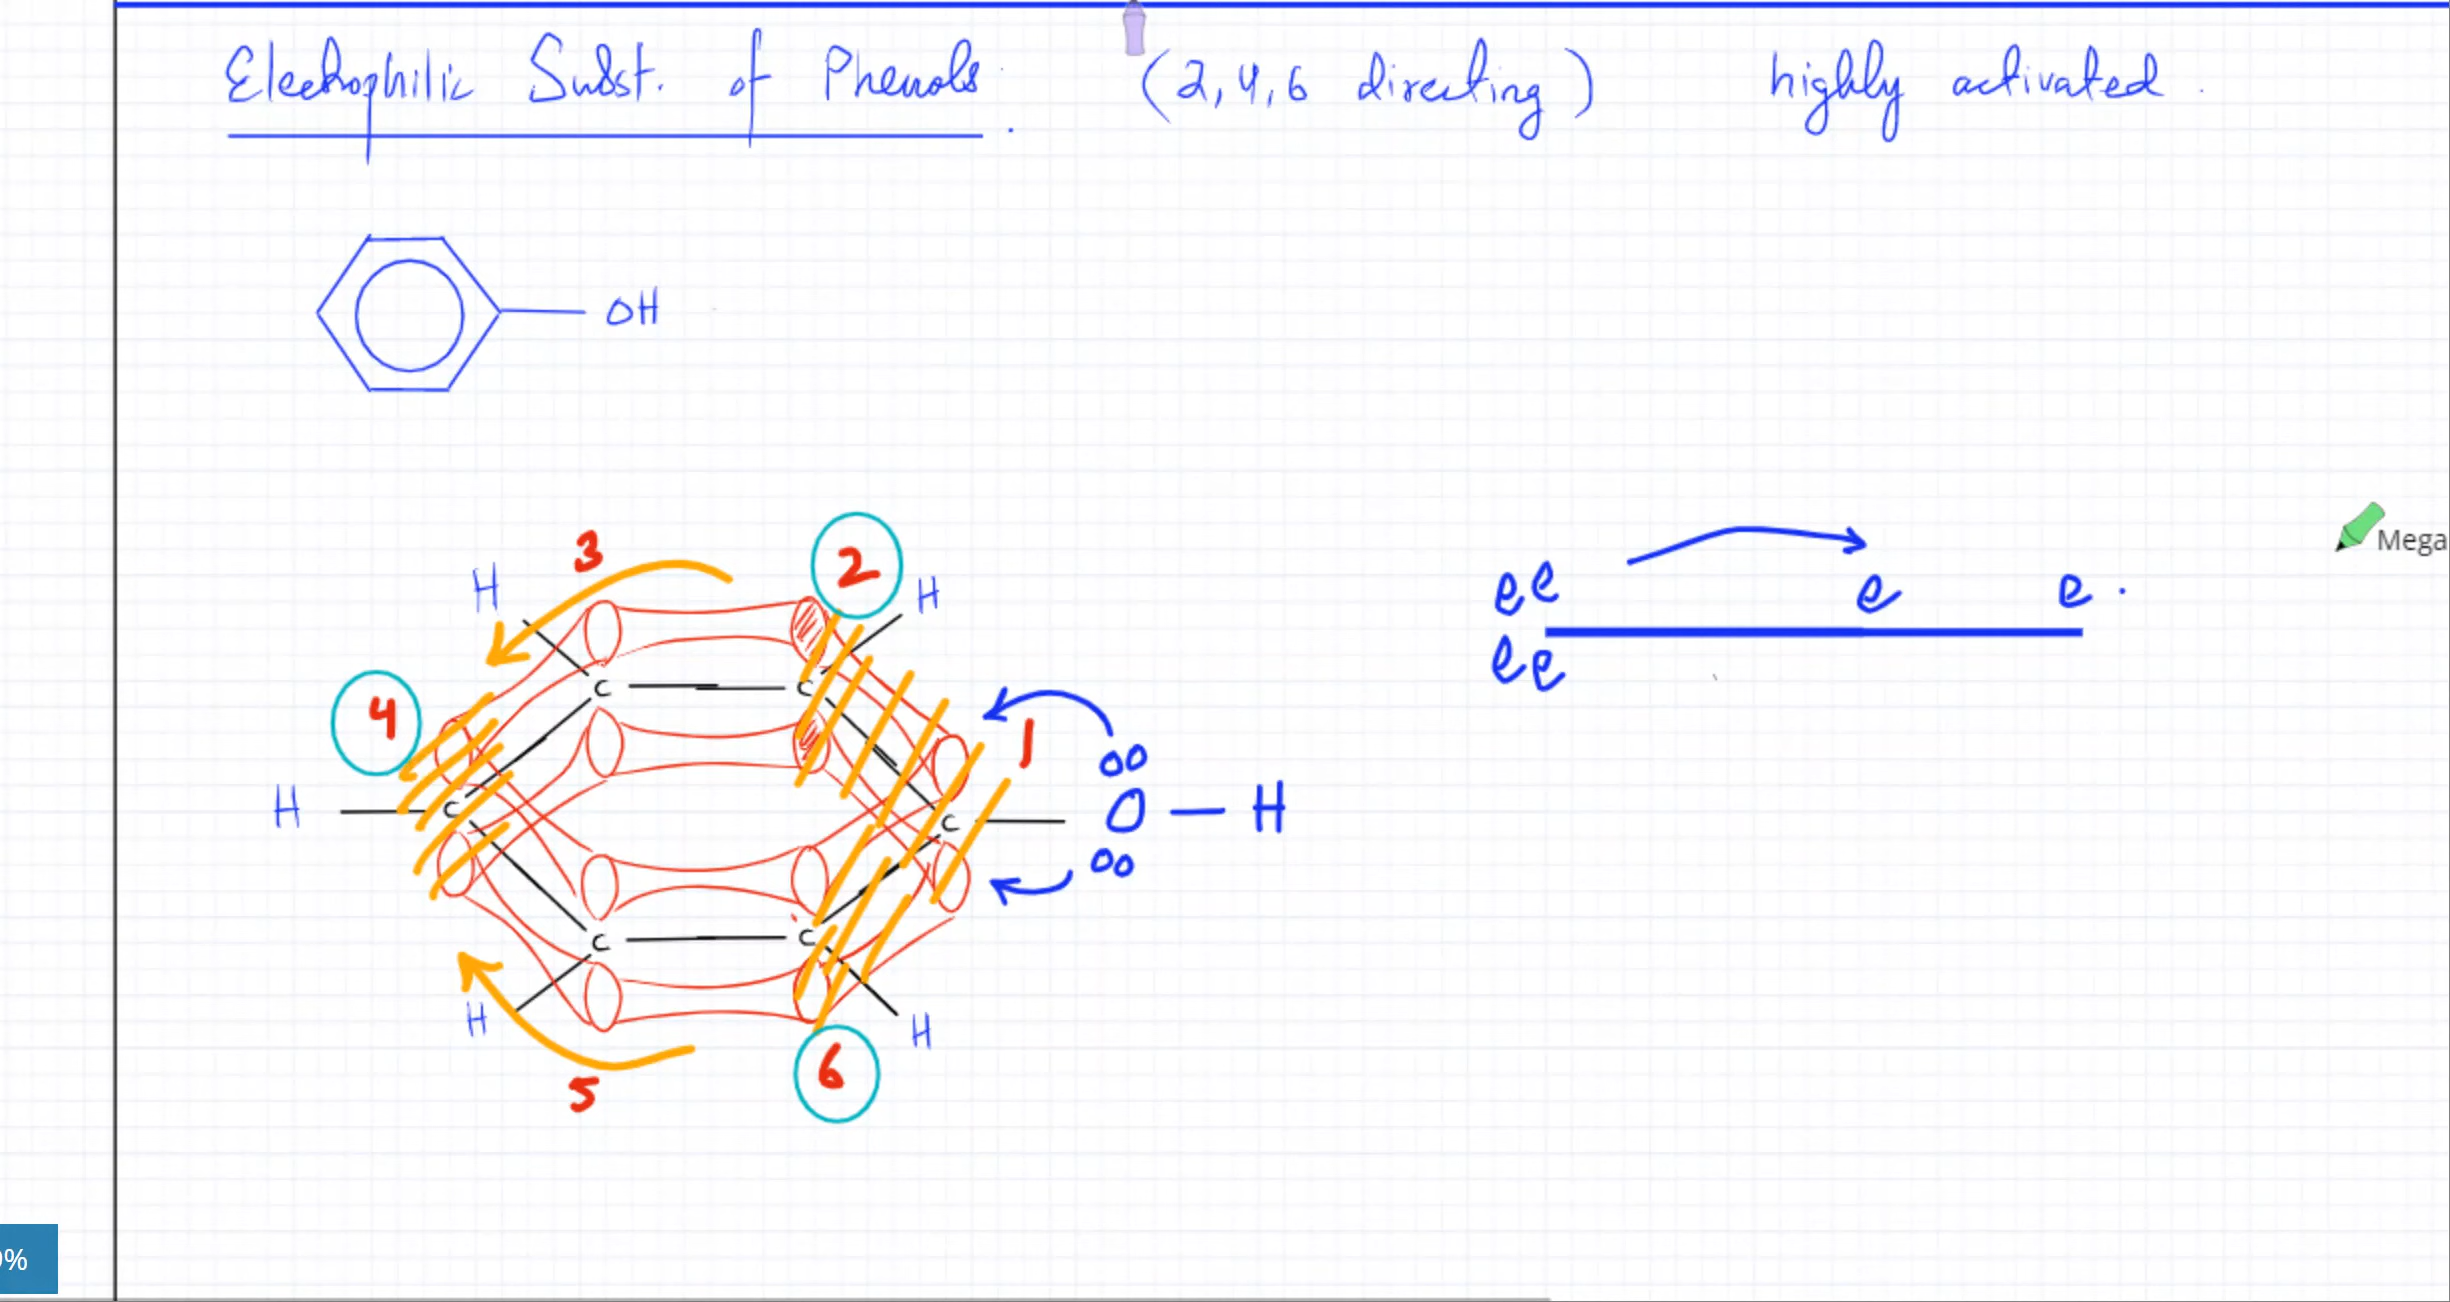 Electrophilic Subst. of Phenols. (2,4,6 directing) highly activated.
OH
3 2
H H
ee e e.
Mega
ee
4 C C 1
H C C O — H
C C
H H
5 6
0%